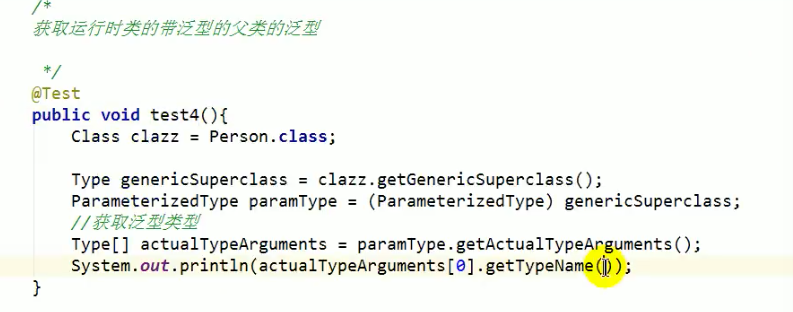 /*
获取运行时类的带泛型的父类的泛型
*/
@Test
public void test4(){
Class clazz = Person.class;
Type genericSuperclass = clazz.getGenericSuperclass();
ParameterizedType paramType = (ParameterizedType) genericSuperclass;
//获取泛型类型
Type[] actualTypeArguments = paramType.getActualTypeArguments();
System.out.println(actualTypeArguments[0].getTypeName());
}